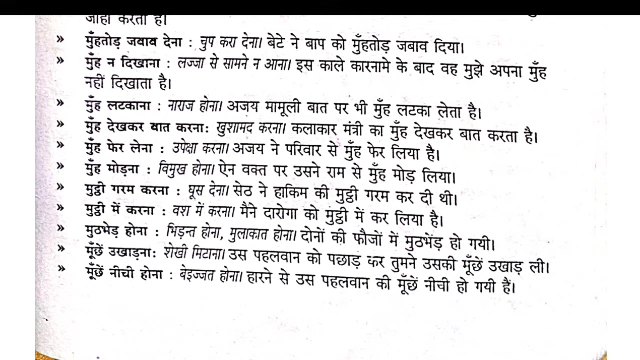 जाहा करता है।
» मुँहतोड़ जवाब देना : चुप करा देना। बेटे ने बाप को मुँहतोड़ जवाब दिया।
» मुँह न दिखाना : लज्जा से सामने न आना। इस काले कारनामे के बाद वह मुझे अपना मुँह
नहीं दिखाता है।
» मुँह लटकाना : नाराज होना। अजय मामूली बात पर भी मुँह लटका लेता है।
» मुँह देखकर बात करना: खुशामद करना। कलाकार मंत्री का मुँह देखकर बात करता है।
» मुँह फेर लेना : उपेक्षा करना। अजय ने परिवार से मुँह फेर लिया है।
» मुँह मोड़ना : विमुख होना। ऐन वक्त पर उसने राम से मुँह मोड़ लिया।
» मुट्ठी गरम करना : घूस देना। सेठ ने हाकिम की मुट्ठी गरम कर दी थी।
» मुट्ठी में करना : वश में करना। मैने दारोगा को मुट्ठी में कर लिया है।
» मुठभेड़ होना : भिड़न्त होना, मुलाकात होना। दोनों की फौजों में मुठभेंड़ हो गयी।
» मूँछें उखाड़ना: शेखी मिटाना। उस पहलवान को पछाड़ कर तुमने उसकी मूँछें उखाड़ ली।
» मूँछें नीची होना : बेइज्जत होना। हारने से उस पहलवान की मूँछें नीची हो गयी हैं।